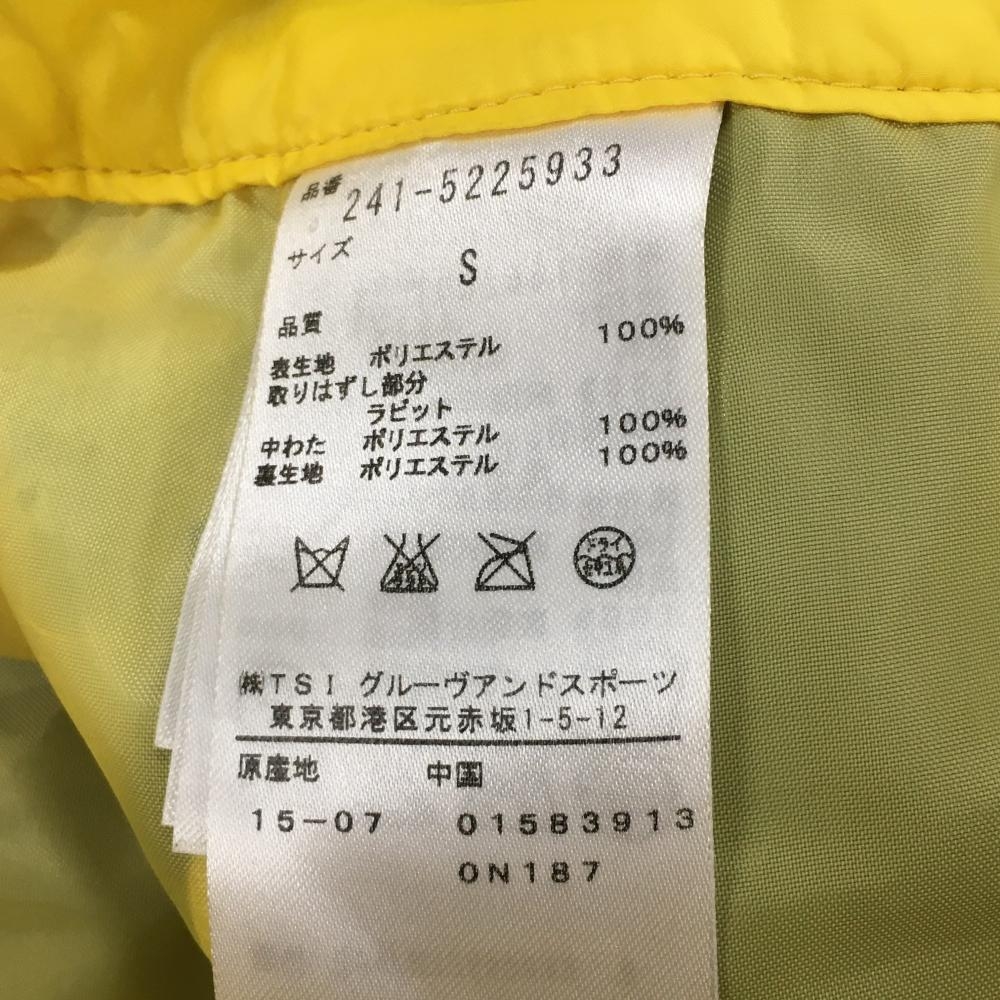 品番 241-5225933
サイズ S
品質
表生地 ポリエステル 100%
取りはずし部分
ラビット
中わた ポリエステル 100%
裏生地 ポリエステル 100%
ドライ
㈱TSI グルーヴアンドスポーツ
東京都港区元赤坂1-5-12
原産地 中国
15-07 01583913
0N187